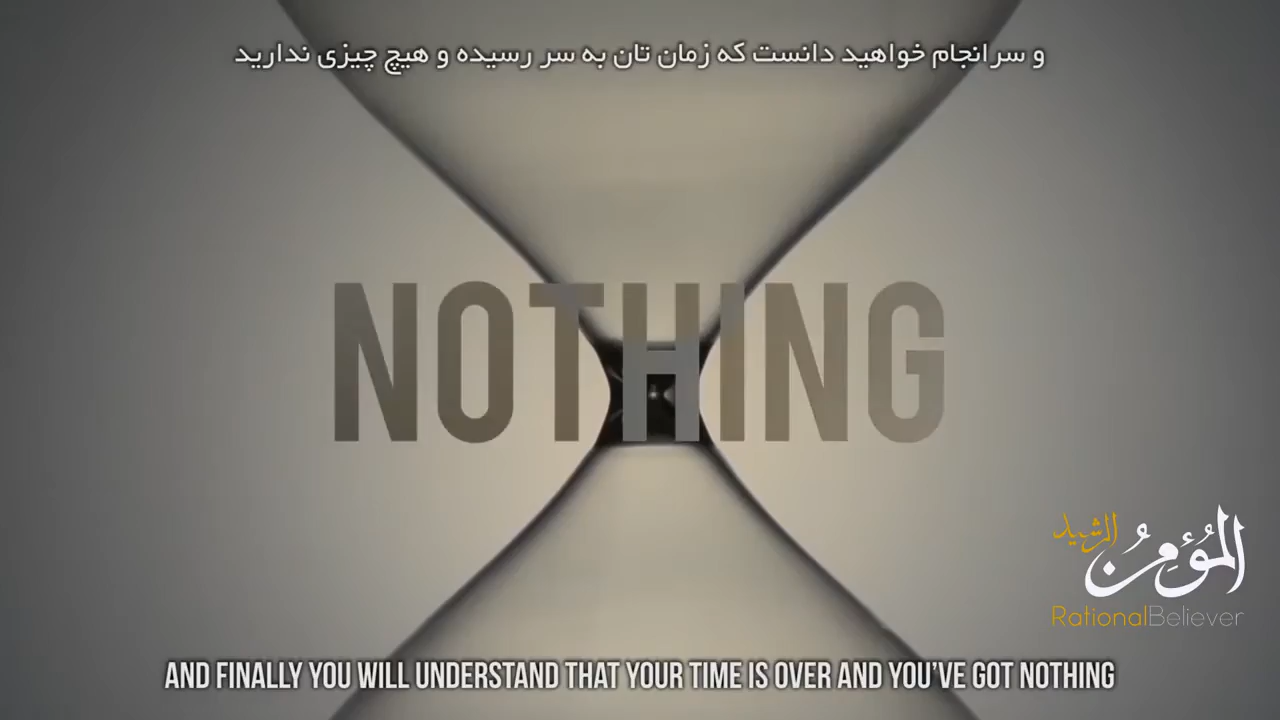 و سرانجام خواهید دانست که زمان تان به سر رسیده و هیچ چیزی ندارید
NOTHING
المؤمن الرشيد
RationalBeliever
AND FINALLY YOU WILL UNDERSTAND THAT YOUR TIME IS OVER AND YOU'VE GOT NOTHING